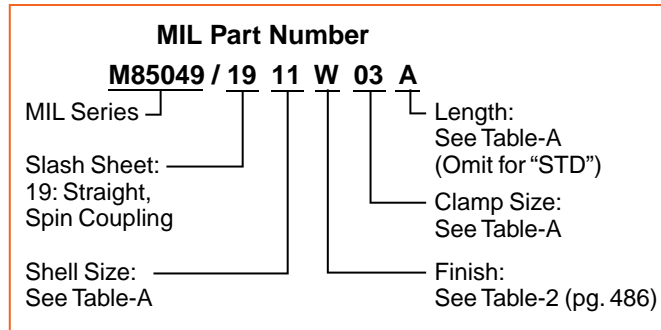 MIL Part Number
M85049 / 19 11 W 03 A
MIL Series
Slash Sheet:
19: Straight,
Spin Coupling
Shell Size:
See Table-A
Length:
See Table-A
(Omit for “STD”)
Clamp Size:
See Table-A
Finish:
See Table-2 (pg. 486)